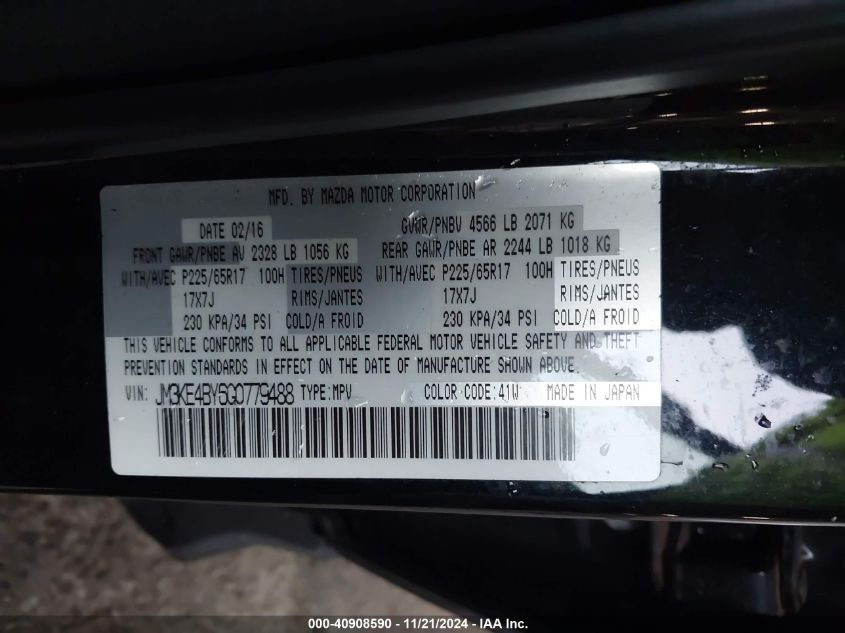 MFD. BY MAZDA MOTOR CORPORATION
DATE 02/16 GVWR/PNBV 4566 LB 2071 KG
FRONT GAWR/PNBE AV 2328 LB 1056 KG REAR GAWR/PNBE AR 2244 LB 1018 KG
WITH/AVEC P225/65R17 100H TIRES/PNEUS WITH/AVEC P225/65R17 100H TIRES/PNEUS
17X7J RIMS/JANTES 17X7J RIMS/JANTES
230 KPA/34 PSI COLD/A FROID 230 KPA/34 PSI COLD/A FROID
THIS VEHICLE CONFORMS TO ALL APPLICABLE FEDERAL MOTOR VEHICLE SAFETY AND THEFT
PREVENTION STANDARDS IN EFFECT ON THE DATE OF MANUFACTURE SHOWN ABOVE.
VIN: JM3KE4BY6G0779488 TYPE:MPV COLOR CODE:41W MADE IN JAPAN
000-40908590 - 11/21/2024 - IAA Inc.